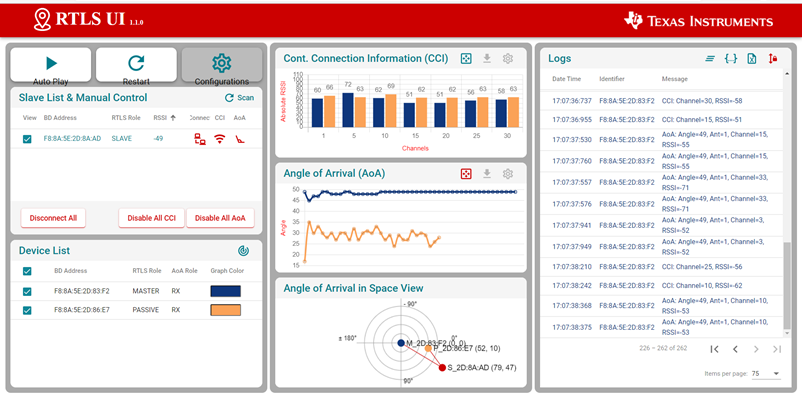 RTLS UI 1.1.0
TEXAS INSTRUMENTS
Auto Play
Restart
Configurations
Slave List & Manual Control
Scan
View BD Address RTLS Role RSSI Connec CCI AoA
F8:8A:5E:2D:8A:AD SLAVE -49
Disconnect All
Disable All CCI
Disable All AoA
Device List
BD Address RTLS Role AoA Role Graph Color
F8:8A:5E:2D:83:F2 MASTER RX
F8:8A:5E:2D:86:E7 PASSIVE RX
Cont. Connection Information (CCI)
Absolute RSSI
110
100
90
80
70
60
50
40
30
20
10
0
60 66 72 63 62 69 51 62 51 62 56 63 58 63
1 5 10 15 20 25 30
Channels
Angle of Arrival (AoA)
Angle
50
45
40
35
30
25
20
15
Angle of Arrival in Space View
- 90°
± 180°
0°
M_2D:83:F2 (0, 0)
P_2D:86:E7 (52, 10)
S_2D:8A:AD (79, 47)
90°
Logs
Date Time Identifier Message
17:07:36:737 F8:8A:5E:2D:83:F2 CCI: Channel=30, RSSI=-58
17:07:36:955 F8:8A:5E:2D:83:F2 CCI: Channel=15, RSSI=-51
17:07:37:530 F8:8A:5E:2D:83:F2 AoA: Angle=49, Ant=1, Channel=15,
RSSI=-55
17:07:37:760 F8:8A:5E:2D:83:F2 AoA: Angle=49, Ant=1, Channel=15,
RSSI=-55
17:07:37:557 F8:8A:5E:2D:83:F2 AoA: Angle=49, Ant=1, Channel=33,
RSSI=-71
17:07:37:576 F8:8A:5E:2D:83:F2 AoA: Angle=49, Ant=1, Channel=33,
RSSI=-71
17:07:37:941 F8:8A:5E:2D:83:F2 AoA: Angle=49, Ant=1, Channel=3,
RSSI=-52
17:07:37:949 F8:8A:5E:2D:83:F2 AoA: Angle=49, Ant=1, Channel=3,
RSSI=-52
17:07:38:210 F8:8A:5E:2D:83:F2 CCI: Channel=25, RSSI=-56
17:07:38:242 F8:8A:5E:2D:83:F2 CCI: Channel=10, RSSI=-62
17:07:38:368 F8:8A:5E:2D:83:F2 AoA: Angle=49, Ant=1, Channel=10,
RSSI=-53
17:07:38:375 F8:8A:5E:2D:83:F2 AoA: Angle=49, Ant=1, Channel=10,
RSSI=-53
226 – 262 of 262
Items per page: 75